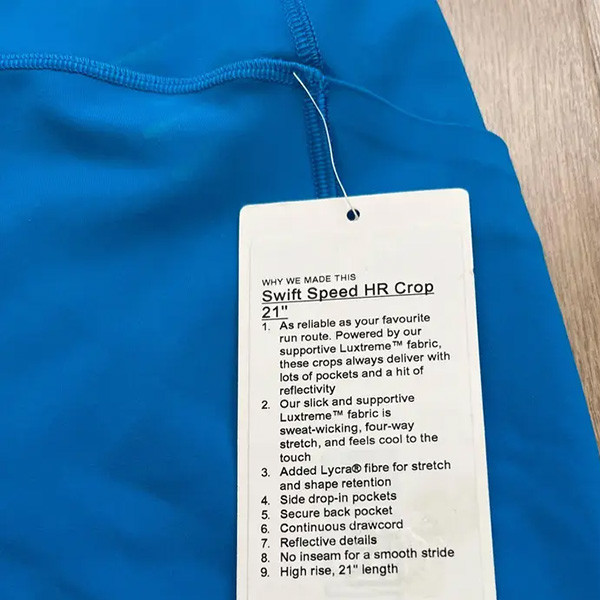 WHY WE MADE THIS
Swift Speed HR Crop
21"
1. As reliable as your favourite
run route. Powered by our
supportive Luxtreme™ fabric,
these crops always deliver with
lots of pockets and a hit of
reflectivity
2. Our slick and supportive
Luxtreme™ fabric is
sweat-wicking, four-way
stretch, and feels cool to the
touch
3. Added Lycra® fibre for stretch
and shape retention
4. Side drop-in pockets
5. Secure back pocket
6. Continuous drawcord
7. Reflective details
8. No inseam for a smooth stride
9. High rise, 21" length